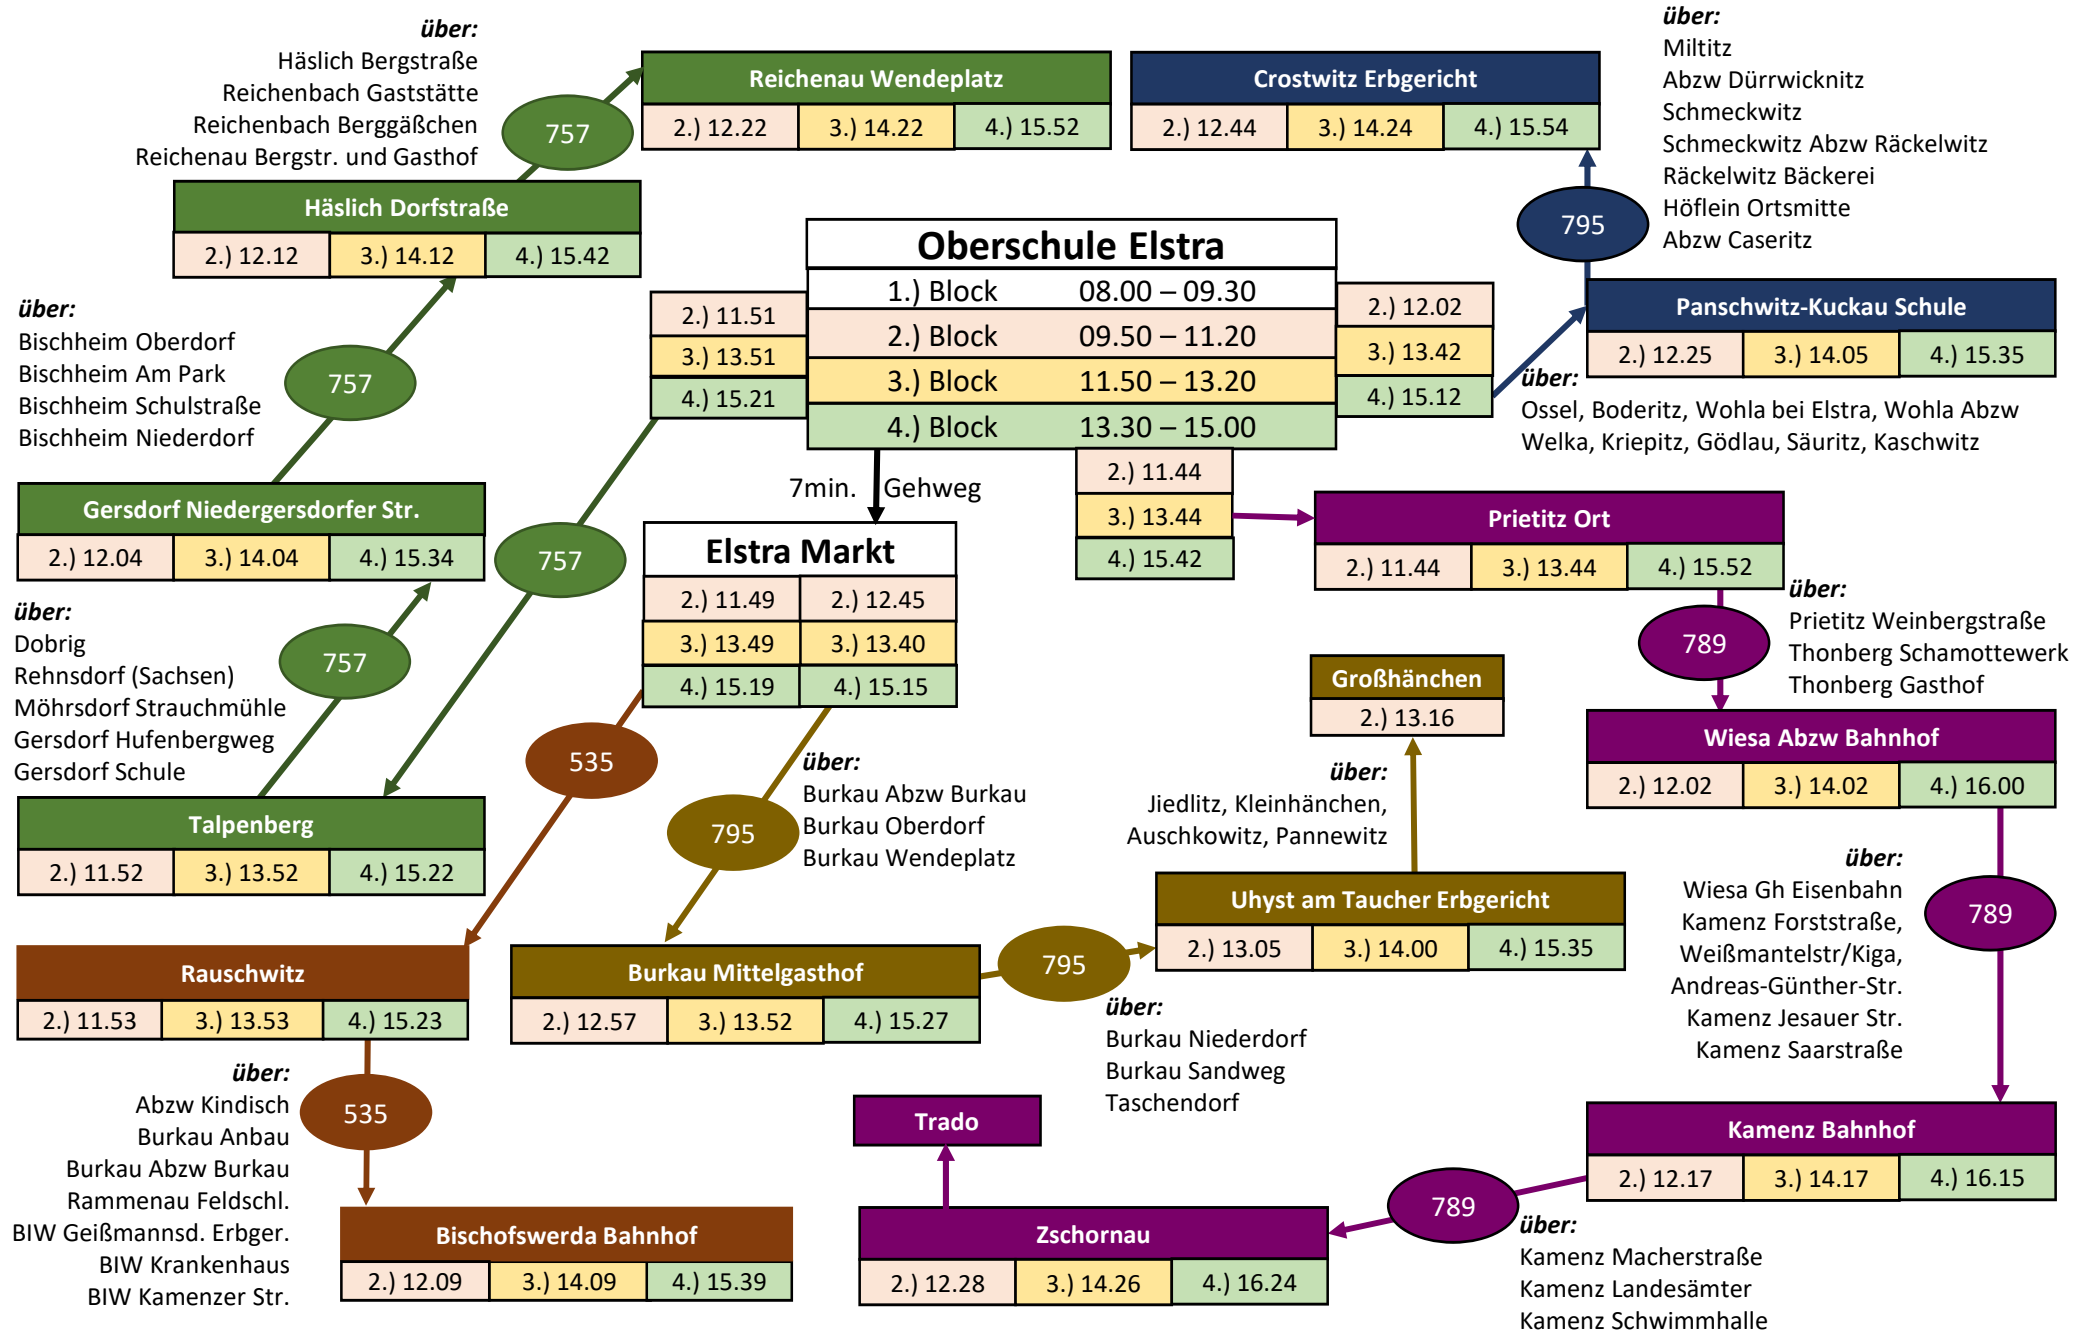 über:
Häslich Bergstraße
Reichenbach Gaststätte
Reichenbach Berggäßchen
Reichenau Bergstr. und Gasthof
757
Reichenau Wendeplatz
2.) 12.22 3.) 14.22 4.) 15.52
Crostwitz Erbgericht
2.) 12.44 3.) 14.24 4.) 15.54
über:
Miltitz
Abzw Dürrwicknitz
Schmeckwitz
Schmeckwitz Abzw Räckelwitz
Räckelwitz Bäckerei
Höflein Ortsmitte
Abzw Caseritz
795
Häslich Dorfstraße
2.) 12.12 3.) 14.12 4.) 15.42
Oberschule Elstra
1.) Block 08.00 – 09.30
2.) Block 09.50 – 11.20
3.) Block 11.50 – 13.20
4.) Block 13.30 – 15.00
2.) 11.51
3.) 13.51
4.) 15.21
2.) 12.02
3.) 13.42
4.) 15.12
Panschwitz-Kuckau Schule
2.) 12.25 3.) 14.05 4.) 15.35
über:
Ossel, Boderitz, Wohla bei Elstra, Wohla Abzw
Welka, Kriepitz, Gödlau, Säuritz, Kaschwitz
über:
Bischheim Oberdorf
Bischheim Am Park
Bischheim Schulstraße
Bischheim Niederdorf
757
Gersdorf Niedergersdorfer Str.
2.) 12.04 3.) 14.04 4.) 15.34
7min. Gehweg
2.) 11.44
3.) 13.44
4.) 15.42
Prietitz Ort
2.) 11.44 3.) 13.44 4.) 15.52
757
Elstra Markt
2.) 11.49 2.) 12.45
3.) 13.49 3.) 13.40
4.) 15.19 4.) 15.15
über:
Prietitz Weinbergstraße
Thonberg Schamottewerk
Thonberg Gasthof
789
über:
Dobrig
Rehnsdorf (Sachsen)
Möhrsdorf Strauchmühle
Gersdorf Hufenbergweg
Gersdorf Schule
757
Großhänchen
2.) 13.16
Wiesa Abzw Bahnhof
2.) 12.02 3.) 14.02 4.) 16.00
535
über:
Burkau Abzw Burkau
Burkau Oberdorf
Burkau Wendeplatz
795
über:
Jiedlitz, Kleinhänchen,
Auschkowitz, Pannewitz
Talpenberg
2.) 11.52 3.) 13.52 4.) 15.22
Uhyst am Taucher Erbgericht
2.) 13.05 3.) 14.00 4.) 15.35
über:
Wiesa Gh Eisenbahn
Kamenz Forststraße,
Weißmantelstr/Kiga,
Andreas-Günther-Str.
Kamenz Jesauer Str.
Kamenz Saarstraße
789
Rauschwitz
2.) 11.53 3.) 13.53 4.) 15.23
Burkau Mittelgasthof
2.) 12.57 3.) 13.52 4.) 15.27
795
über:
Burkau Niederdorf
Burkau Sandweg
Taschendorf
über:
Abzw Kindisch
Burkau Anbau
Burkau Abzw Burkau
Rammenau Feldschl.
BIW Geißmannsd. Erbger.
BIW Krankenhaus
BIW Kamenzer Str.
535
Trado
Kamenz Bahnhof
2.) 12.17 3.) 14.17 4.) 16.15
Bischofswerda Bahnhof
2.) 12.09 3.) 14.09 4.) 15.39
Zschornau
2.) 12.28 3.) 14.26 4.) 16.24
789
über:
Kamenz Macherstraße
Kamenz Landesämter
Kamenz Schwimmhalle